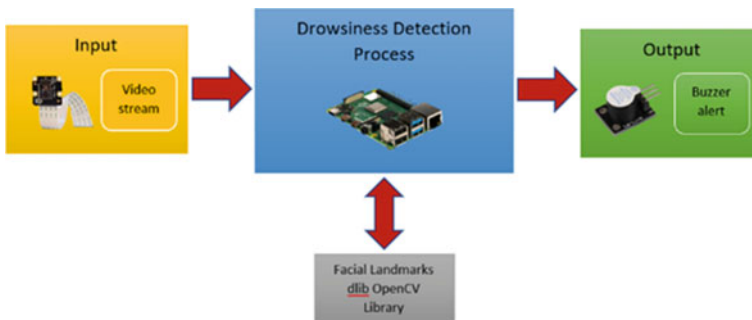 Input
Video
stream
Drowsiness Detection
Process
Output
Buzzer
alert
Facial Landmarks
dlib OpenCV
Library